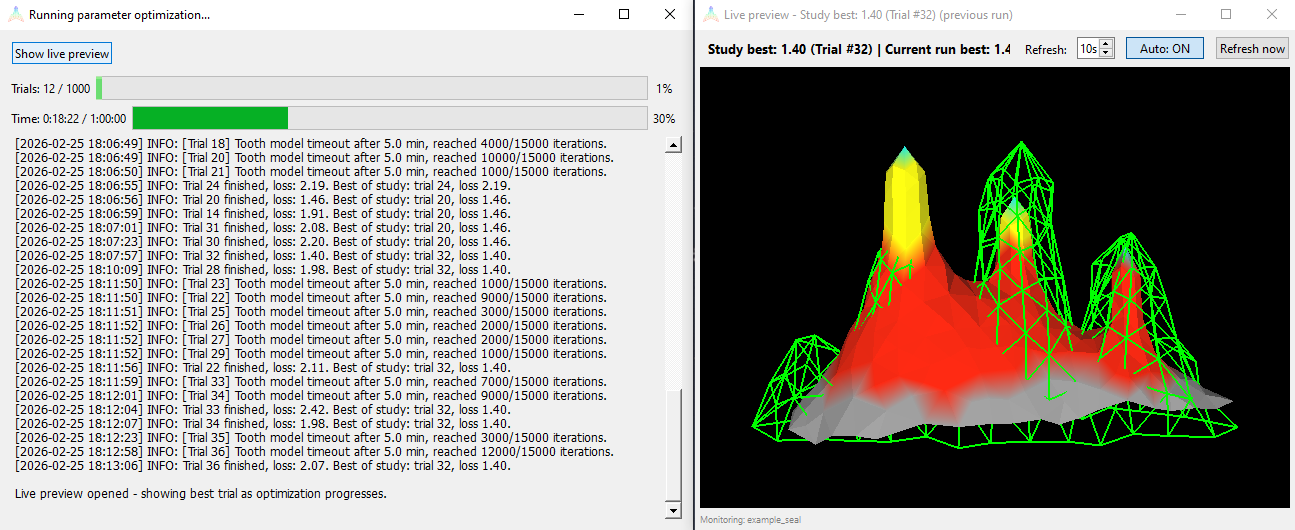 Running parameter optimization...
Show live preview
Trials: 12 / 1000
1%
Time: 0:18:22 / 1:00:00
30%
[2026-02-25 18:06:49] INFO: [Trial 18] Tooth model timeout after 5.0 min, reached 4000/15000 iterations.
[2026-02-25 18:06:49] INFO: [Trial 20] Tooth model timeout after 5.0 min, reached 10000/15000 iterations.
[2026-02-25 18:06:50] INFO: [Trial 21] Tooth model timeout after 5.0 min, reached 1000/15000 iterations.
[2026-02-25 18:06:55] INFO: Trial 24 finished, loss: 2.19. Best of study: trial 24, loss 2.19.
[2026-02-25 18:06:56] INFO: Trial 20 finished, loss: 1.46. Best of study: trial 20, loss 1.46.
[2026-02-25 18:06:59] INFO: Trial 14 finished, loss: 1.91. Best of study: trial 20, loss 1.46.
[2026-02-25 18:07:01] INFO: Trial 31 finished, loss: 2.08. Best of study: trial 20, loss 1.46.
[2026-02-25 18:07:23] INFO: Trial 30 finished, loss: 2.20. Best of study: trial 20, loss 1.46.
[2026-02-25 18:07:57] INFO: Trial 32 finished, loss: 1.40. Best of study: trial 32, loss 1.40.
[2026-02-25 18:10:09] INFO: Trial 28 finished, loss: 1.98. Best of study: trial 32, loss 1.40.
[2026-02-25 18:11:50] INFO: [Trial 23] Tooth model timeout after 5.0 min, reached 1000/15000 iterations.
[2026-02-25 18:11:50] INFO: [Trial 22] Tooth model timeout after 5.0 min, reached 9000/15000 iterations.
[2026-02-25 18:11:51] INFO: [Trial 25] Tooth model timeout after 5.0 min, reached 3000/15000 iterations.
[2026-02-25 18:11:52] INFO: [Trial 26] Tooth model timeout after 5.0 min, reached 2000/15000 iterations.
[2026-02-25 18:11:52] INFO: [Trial 27] Tooth model timeout after 5.0 min, reached 2000/15000 iterations.
[2026-02-25 18:11:52] INFO: [Trial 29] Tooth model timeout after 5.0 min, reached 1000/15000 iterations.
[2026-02-25 18:11:56] INFO: Trial 22 finished, loss: 2.11. Best of study: trial 32, loss 1.40.
[2026-02-25 18:11:59] INFO: [Trial 33] Tooth model timeout after 5.0 min, reached 7000/15000 iterations.
[2026-02-25 18:12:01] INFO: [Trial 34] Tooth model timeout after 5.0 min, reached 9000/15000 iterations.
[2026-02-25 18:12:04] INFO: Trial 33 finished, loss: 2.42. Best of study: trial 32, loss 1.40.
[2026-02-25 18:12:07] INFO: Trial 34 finished, loss: 1.98. Best of study: trial 32, loss 1.40.
[2026-02-25 18:12:23] INFO: [Trial 35] Tooth model timeout after 5.0 min, reached 3000/15000 iterations.
[2026-02-25 18:12:58] INFO: [Trial 36] Tooth model timeout after 5.0 min, reached 12000/15000 iterations.
[2026-02-25 18:13:06] INFO: Trial 36 finished, loss: 2.07. Best of study: trial 32, loss 1.40.
Live preview opened - showing best trial as optimization progresses.
Live preview - Study best: 1.40 (Trial #32) (previous run)
Study best: 1.40 (Trial #32) | Current run best: 1.4
Refresh:
10s
Auto: ON
Refresh now
Monitoring: example_seal